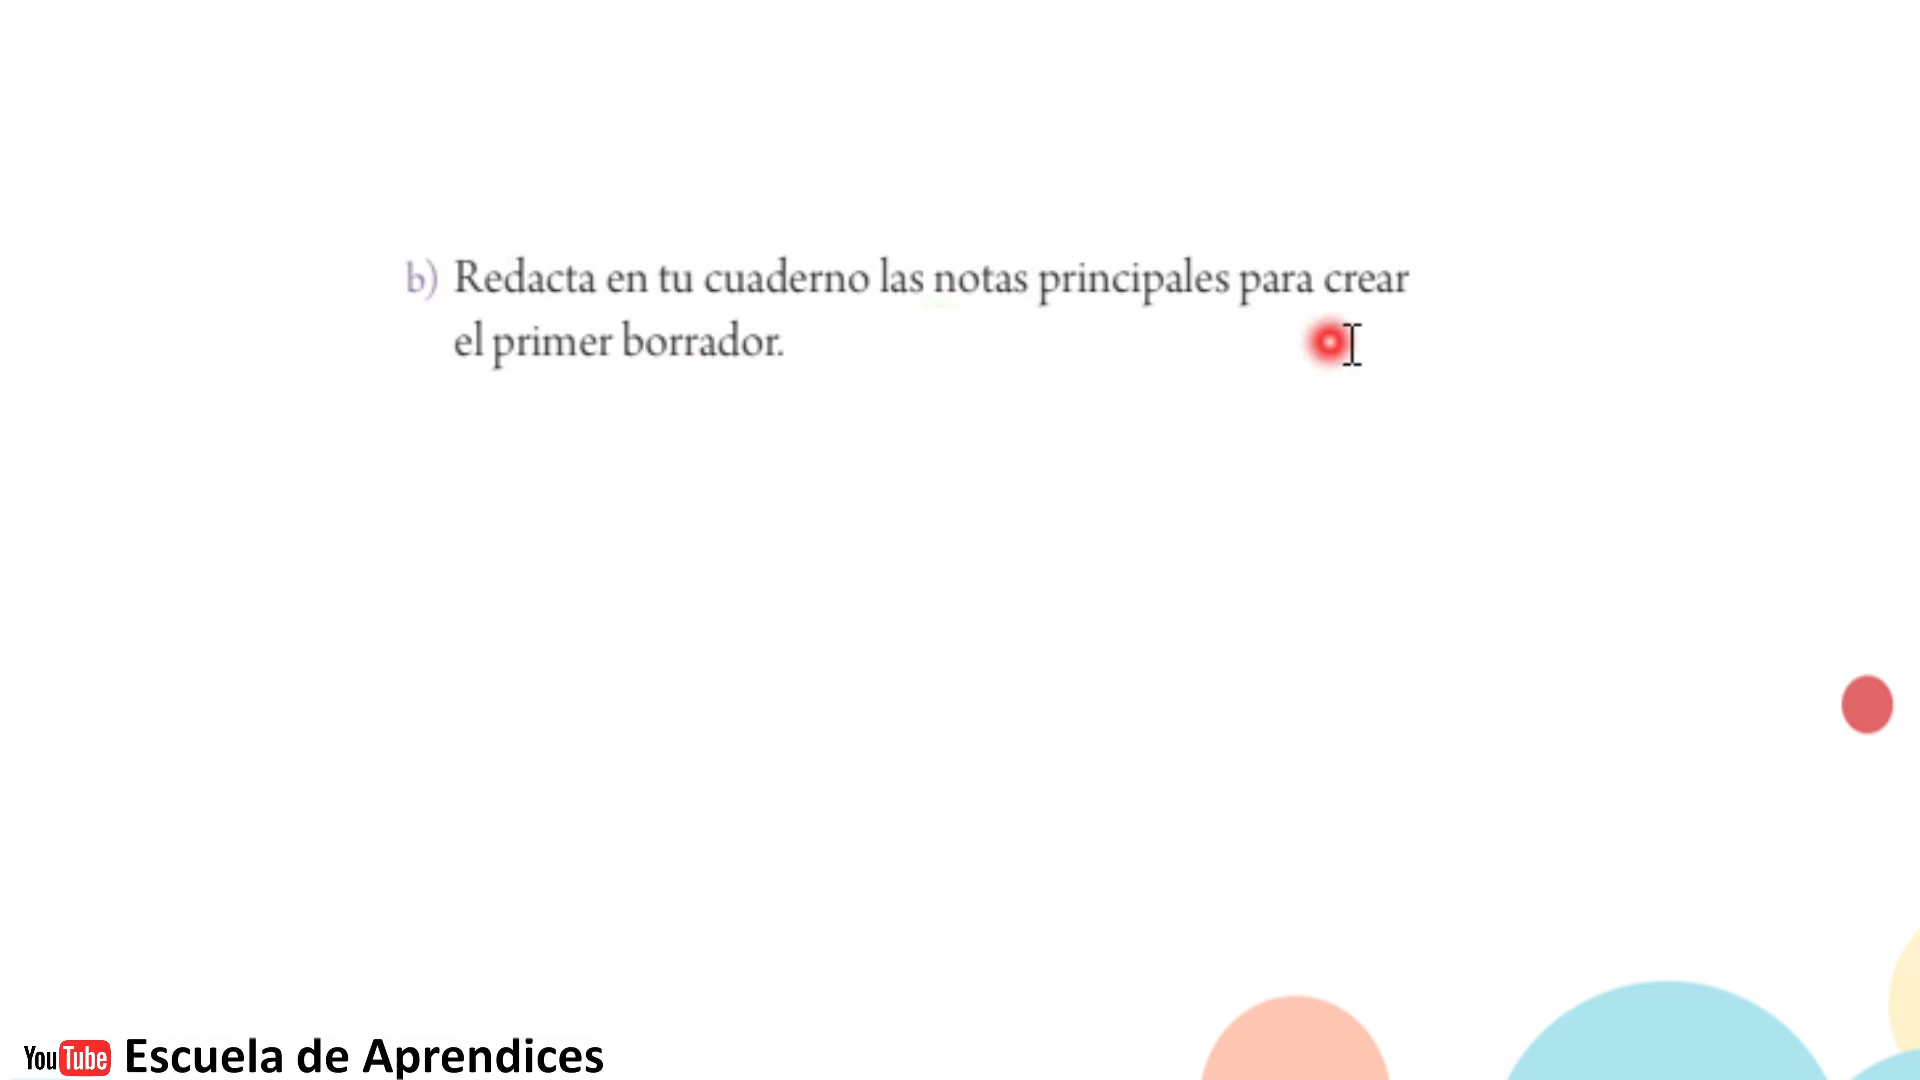 b) Redacta en tu cuaderno las notas principales para crear
el primer borrador.
YouTube Escuela de Aprendices